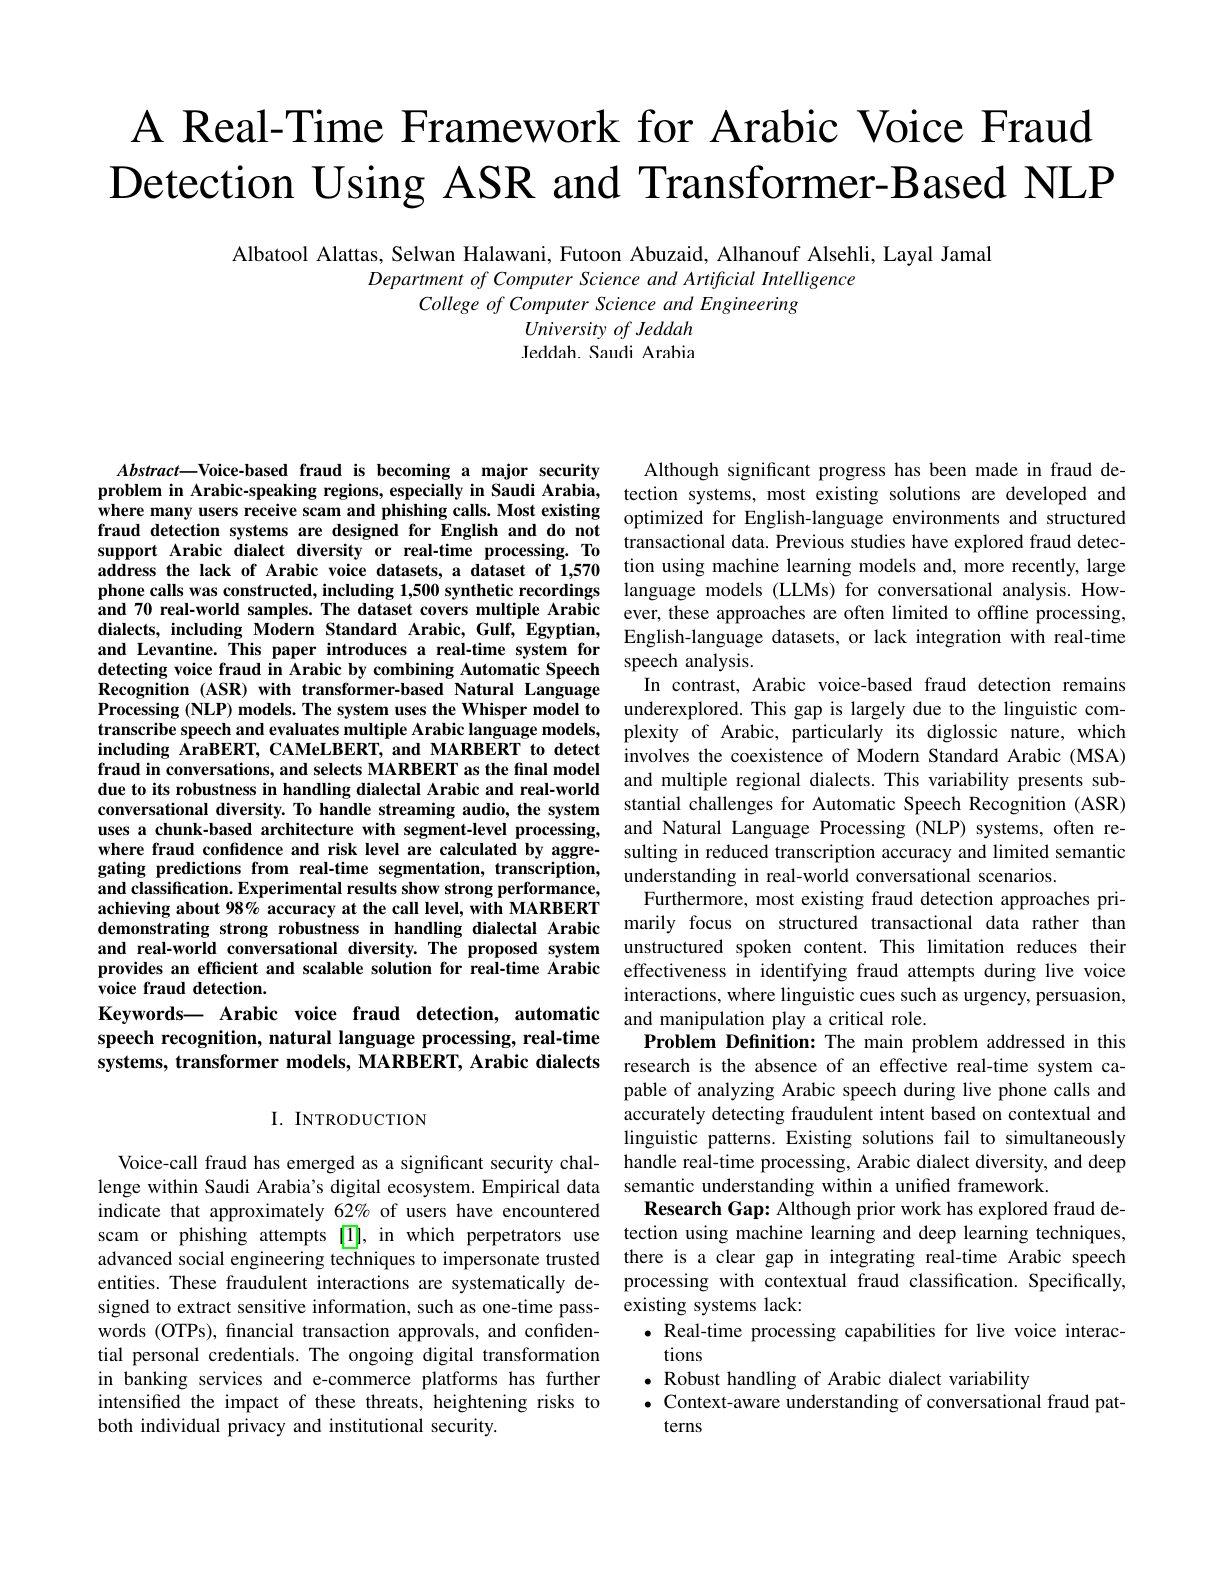 A Real-Time Framework for Arabic Voice Fraud
Detection Using ASR and Transformer-Based NLP
Albatool Alattas, Selwan Halawani, Futoon Abuzaid, Alhanouf Alsehli, Layal Jamal
Department of Computer Science and Artificial Intelligence
College of Computer Science and Engineering
University of Jeddah
Jeddah, Saudi Arabia
Abstract—Voice-based fraud is becoming a major security
problem in Arabic-speaking regions, especially in Saudi Arabia,
where many users receive scam and phishing calls. Most existing
fraud detection systems are designed for English and do not
support Arabic dialect diversity or real-time processing. To
address the lack of Arabic voice datasets, a dataset of 1,570
phone calls was constructed, including 1,500 synthetic recordings
and 70 real-world samples. The dataset covers multiple Arabic
dialects, including Modern Standard Arabic, Gulf, Egyptian,
and Levantine. This paper introduces a real-time system for
detecting voice fraud in Arabic by combining Automatic Speech
Recognition (ASR) with transformer-based Natural Language
Processing (NLP) models. The system uses the Whisper model to
transcribe speech and evaluates multiple Arabic language models,
including AraBERT, CAMeLBERT, and MARBERT to detect
fraud in conversations, and selects MARBERT as the final model
due to its robustness in handling dialectal Arabic and real-world
conversational diversity. To handle streaming audio, the system
uses a chunk-based architecture with segment-level processing,
where fraud confidence and risk level are calculated by aggre-
gating predictions from real-time segmentation, transcription,
and classification. Experimental results show strong performance,
achieving about 98% accuracy at the call level, with MARBERT
demonstrating strong robustness in handling dialectal Arabic
and real-world conversational diversity. The proposed system
provides an efficient and scalable solution for real-time Arabic
voice fraud detection.
Keywords— Arabic voice fraud detection, automatic
speech recognition, natural language processing, real-time
systems, transformer models, MARBERT, Arabic dialects
I. INTRODUCTION
Voice-call fraud has emerged as a significant security chal-
lenge within Saudi Arabia's digital ecosystem. Empirical data
indicate that approximately 62% of users have encountered
scam or phishing attempts [1], in which perpetrators use
advanced social engineering techniques to impersonate trusted
entities. These fraudulent interactions are systematically de-
signed to extract sensitive information, such as one-time pass-
words (OTPs), financial transaction approvals, and confiden-
tial personal credentials. The ongoing digital transformation
in banking services and e-commerce platforms has further
intensified the impact of these threats, heightening risks to
both individual privacy and institutional security.
Although significant progress has been made in fraud de-
tection systems, most existing solutions are developed and
optimized for English-language environments and structured
transactional data. Previous studies have explored fraud detec-
tion using machine learning models and, more recently, large
language models (LLMs) for conversational analysis. How-
ever, these approaches are often limited to offline processing,
English-language datasets, or lack integration with real-time
speech analysis.
In contrast, Arabic voice-based fraud detection remains
underexplored. This gap is largely due to the linguistic com-
plexity of Arabic, particularly its diglossic nature, which
involves the coexistence of Modern Standard Arabic (MSA)
and multiple regional dialects. This variability presents sub-
stantial challenges for Automatic Speech Recognition (ASR)
and Natural Language Processing (NLP) systems, often re-
sulting in reduced transcription accuracy and limited semantic
understanding in real-world conversational scenarios.
Furthermore, most existing fraud detection approaches pri-
marily focus on structured transactional data rather than
unstructured spoken content. This limitation reduces their
effectiveness in identifying fraud attempts during live voice
interactions, where linguistic cues such as urgency, persuasion,
and manipulation play a critical role.
Problem Definition: The main problem addressed in this
research is the absence of an effective real-time system ca-
pable of analyzing Arabic speech during live phone calls and
accurately detecting fraudulent intent based on contextual and
linguistic patterns. Existing solutions fail to simultaneously
handle real-time processing, Arabic dialect diversity, and deep
semantic understanding within a unified framework.
Research Gap: Although prior work has explored fraud de-
tection using machine learning and deep learning techniques,
there is a clear gap in integrating real-time Arabic speech
processing with contextual fraud classification. Specifically,
existing systems lack:
• Real-time processing capabilities for live voice interac-
tions
• Robust handling of Arabic dialect variability
• Context-aware understanding of conversational fraud pat-
terns